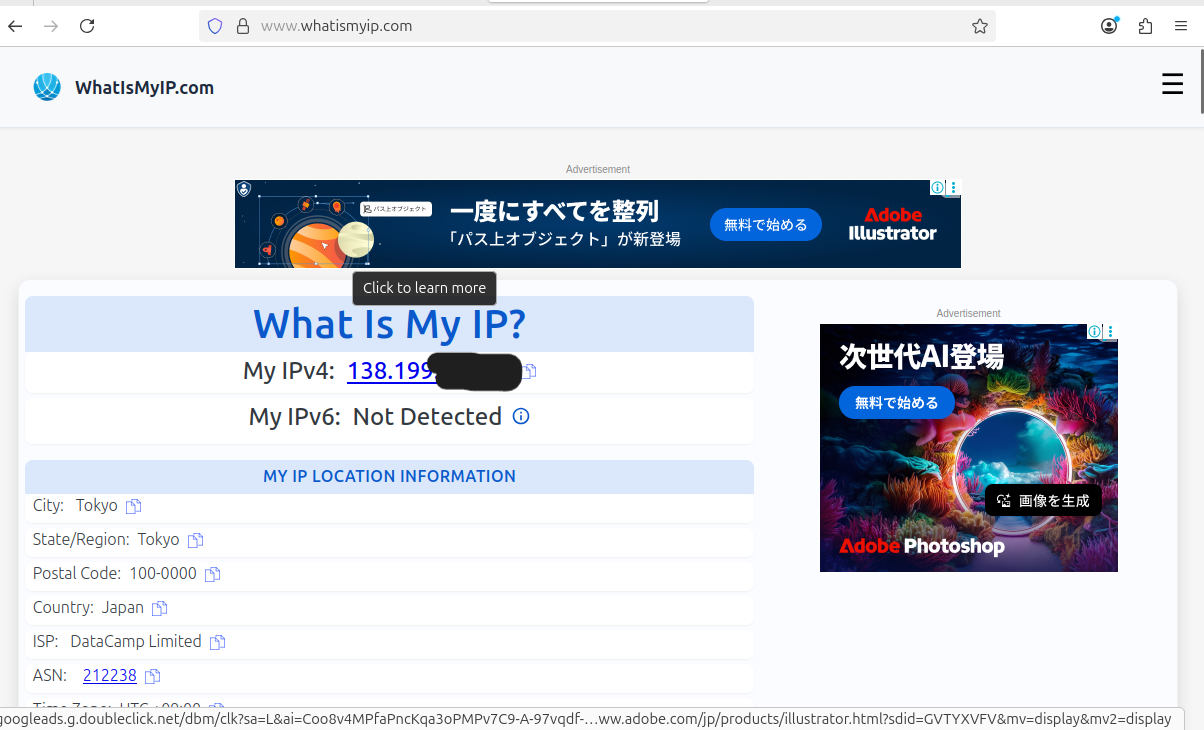 www.whatismyip.com
WhatIsMyIP.com
Advertisement
パス上オブジェクト
一度にすべてを整列
「パス上オブジェクト」が新登場
無料で始める
Adobe
Illustrator
Click to learn more
What Is My IP?
My IPv4: 138.199
My IPv6: Not Detected
MY IP LOCATION INFORMATION
City: Tokyo
State/Region: Tokyo
Postal Code: 100-0000
Country: Japan
ISP: DataCamp Limited
ASN: 212238
Advertisement
次世代AI登場
無料で始める
画像を生成
Adobe Photoshop
googleads.g.doubleclick.net/dbm/clk?sa=L&ai=Coo8v4MPfaPncKqa3oPMPv7C9-A-97vqdf-…ww.adobe.com/jp/products/illustrator.html?sdid=GVTYXVFV&mv=display&mv2=display